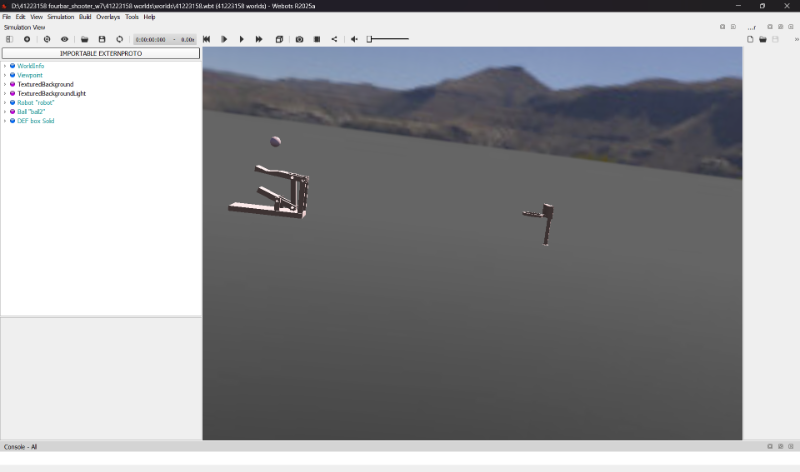 D:\41223158 fourbar_shooter_w7\41223158 worlds\worlds\41223158.wbt (41223158 worlds) - Webots R2025a
File Edit View Simulation Build Overlays Tools Help
Simulation View
0:00:00:000 - 0.00x
IMPORTABLE EXTERNPROTO
WorldInfo
Viewpoint
TexturedBackground
TexturedBackgroundLight
Robot "robot"
Ball "ball2"
DEF box Solid
Console - All